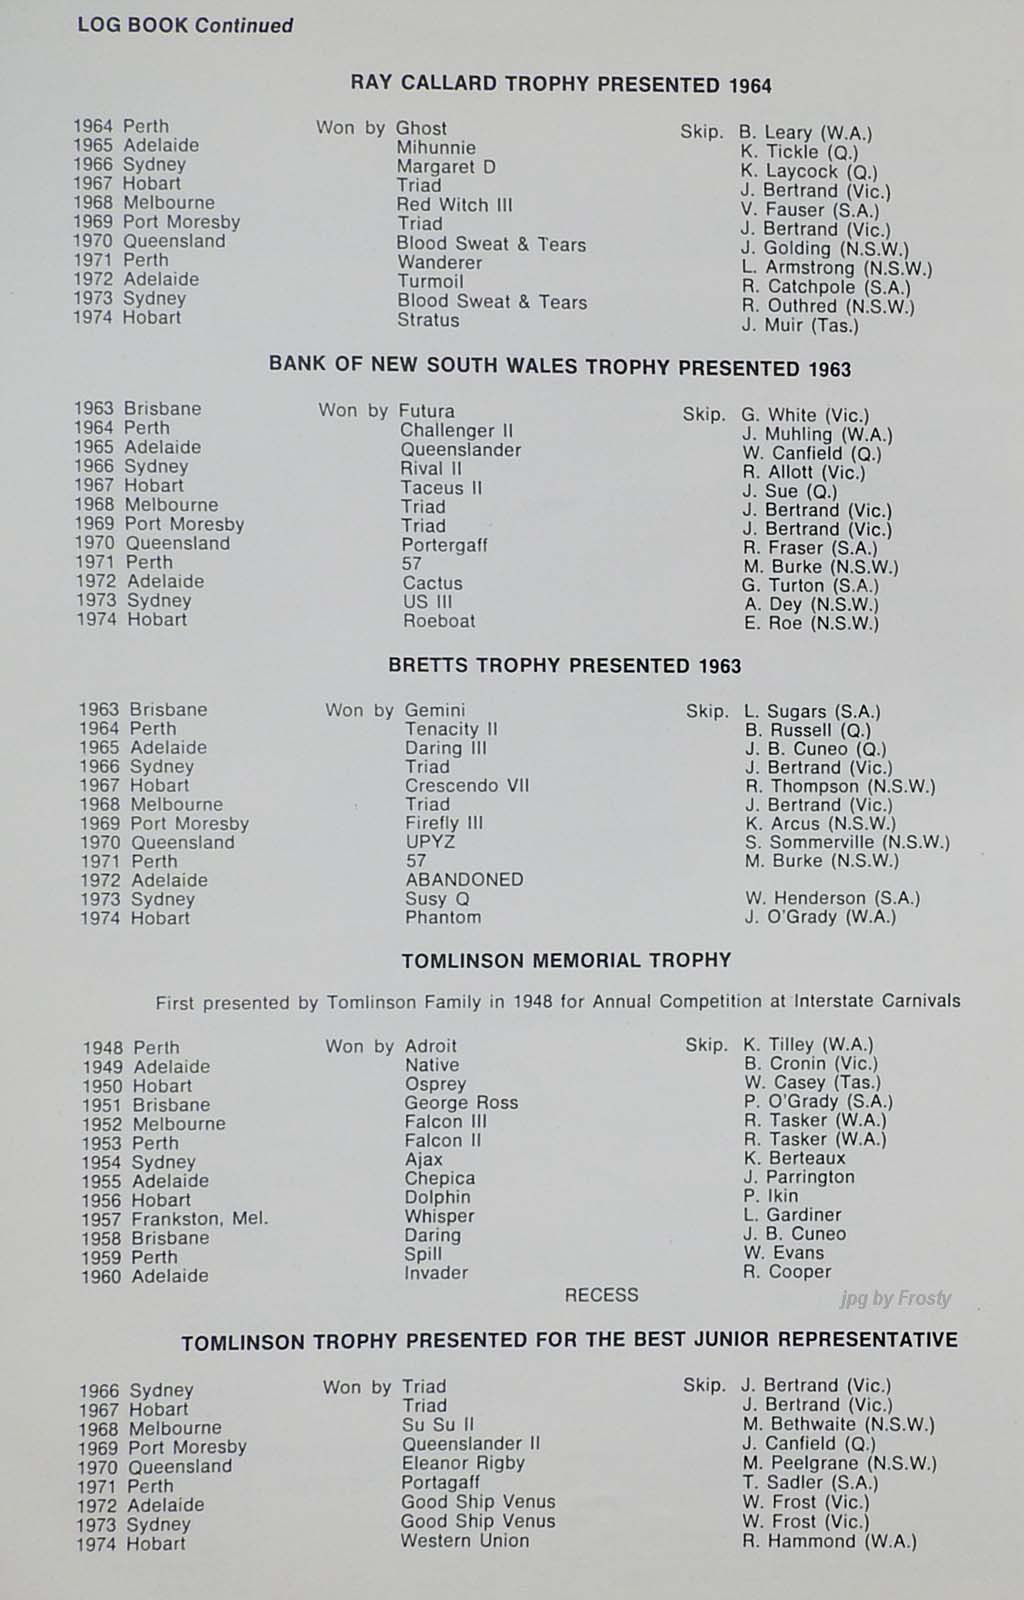 LOG BOOK Continued
RAY CALLARD TROPHY PRESENTED 1964
1964 Perth Won by Ghost Skip. B. Leary (W.A.)
1965 Adelaide Mihunnie K. Tickle (Q.)
1966 Sydney Margaret D K. Laycock (Q.)
1967 Hobart Triad J. Bertrand (Vic.)
1968 Melbourne Red Witch III V. Fauser (S.A.)
1969 Port Moresby Triad J. Bertrand (Vic.)
1970 Queensland Blood Sweat & Tears J. Golding (N.S.W.)
1971 Perth Wanderer L. Armstrong (N.S.W.)
1972 Adelaide Turmoil R. Catchpole (S.A.)
1973 Sydney Blood Sweat & Tears R. Outhred (N.S.W.)
1974 Hobart Stratus J. Muir (Tas.)
BANK OF NEW SOUTH WALES TROPHY PRESENTED 1963
1963 Brisbane Won by Futura Skip. G. White (Vic.)
1964 Perth Challenger II J. Muhling (W.A.)
1965 Adelaide Queenslander W. Canfield (Q.)
1966 Sydney Rival II R. Allott (Vic.)
1967 Hobart Taceus II J. Sue (Q.)
1968 Melbourne Triad J. Bertrand (Vic.)
1969 Port Moresby Triad J. Bertrand (Vic.)
1970 Queensland Portergaff R. Fraser (S.A.)
1971 Perth 57 M. Burke (N.S.W.)
1972 Adelaide Cactus G. Turton (S.A.)
1973 Sydney US III A. Dey (N.S.W.)
1974 Hobart Roeboat E. Roe (N.S.W.)
BRETTS TROPHY PRESENTED 1963
1963 Brisbane Won by Gemini Skip. L. Sugars (S.A.)
1964 Perth Tenacity II B. Russell (Q.)
1965 Adelaide Daring III J. B. Cuneo (Q.)
1966 Sydney Triad J. Bertrand (Vic.)
1967 Hobart Crescendo VII R. Thompson (N.S.W.)
1968 Melbourne Triad J. Bertrand (Vic.)
1969 Port Moresby Firefly III K. Arcus (N.S.W.)
1970 Queensland UPYZ S. Sommerville (N.S.W.)
1971 Perth 57 M. Burke (N.S.W.)
1972 Adelaide ABANDONED
1973 Sydney Susy Q W. Henderson (S.A.)
1974 Hobart Phantom J. O'Grady (W.A.)
TOMLINSON MEMORIAL TROPHY
First presented by Tomlinson Family in 1948 for Annual Competition at Interstate Carnivals
1948 Perth Won by Adroit Skip. K. Tilley (W.A.)
1949 Adelaide Native B. Cronin (Vic.)
1950 Hobart Osprey W. Casey (Tas.)
1951 Brisbane George Ross P. O'Grady (S.A.)
1952 Melbourne Falcon III R. Tasker (W.A.)
1953 Perth Falcon II R. Tasker (W.A.)
1954 Sydney Ajax K. Berteaux
1955 Adelaide Chepica J. Parrington
1956 Hobart Dolphin P. Ikin
1957 Frankston, Mel. Whisper L. Gardiner
1958 Brisbane Daring J. B. Cuneo
1959 Perth Spill W. Evans
1960 Adelaide Invader R. Cooper
RECESS
jpg by Frosty
TOMLINSON TROPHY PRESENTED FOR THE BEST JUNIOR REPRESENTATIVE
1966 Sydney Won by Triad Skip. J. Bertrand (Vic.)
1967 Hobart Triad J. Bertrand (Vic.)
1968 Melbourne Su Su II M. Bethwaite (N.S.W.)
1969 Port Moresby Queenslander II J. Canfield (Q.)
1970 Queensland Eleanor Rigby M. Peelgrane (N.S.W.)
1971 Perth Portagaff T. Sadler (S.A.)
1972 Adelaide Good Ship Venus W. Frost (Vic.)
1973 Sydney Good Ship Venus W. Frost (Vic.)
1974 Hobart Western Union R. Hammond (W.A.)